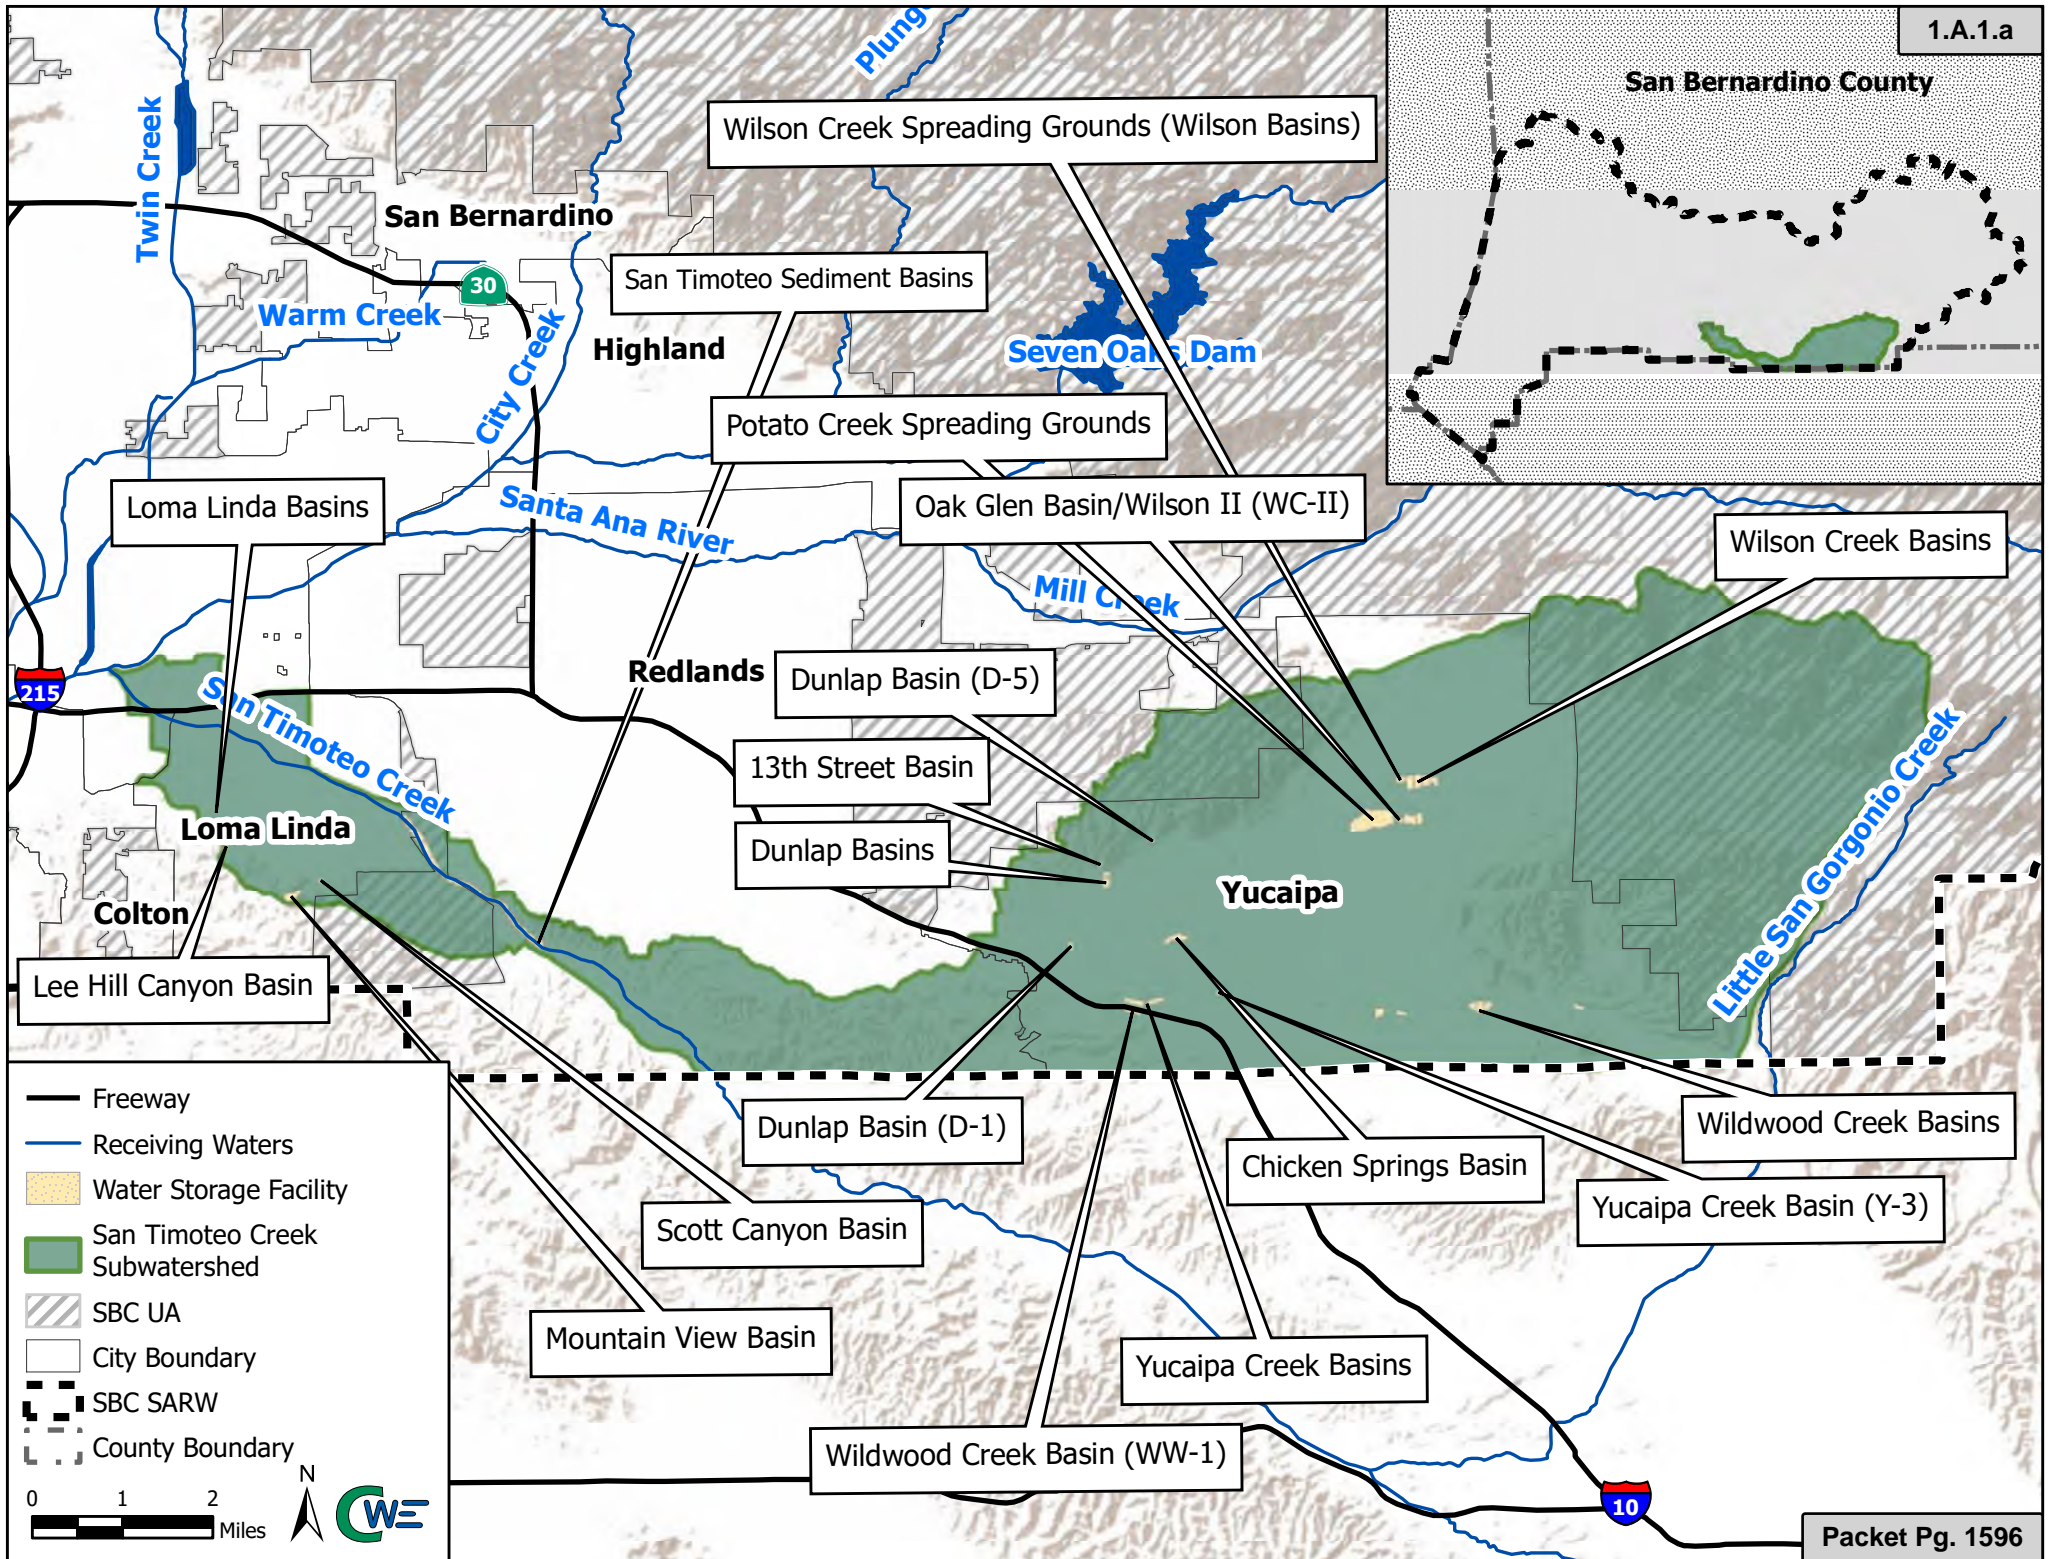 1.A.1.a
San Bernardino County
Plunge
Twin Creek
Wilson Creek Spreading Grounds (Wilson Basins)
San Bernardino
San Timoteo Sediment Basins
30
Warm Creek
City Creek
Highland
Seven Oaks Dam
Potato Creek Spreading Grounds
Loma Linda Basins
Santa Ana River
Oak Glen Basin/Wilson II (WC-II)
Wilson Creek Basins
Mill Creek
215
San Timoteo Creek
Redlands
Dunlap Basin (D-5)
13th Street Basin
Loma Linda
Dunlap Basins
Yucaipa
Little San Gorgonio Creek
Colton
Lee Hill Canyon Basin
Dunlap Basin (D-1)
Wildwood Creek Basins
Chicken Springs Basin
Yucaipa Creek Basin (Y-3)
Scott Canyon Basin
Mountain View Basin
Yucaipa Creek Basins
Wildwood Creek Basin (WW-1)
10
Freeway
Receiving Waters
Water Storage Facility
San Timoteo Creek
Subwatershed
SBC UA
City Boundary
SBC SARW
County Boundary
N
0 1 2
Miles
CWE
Packet Pg. 1596